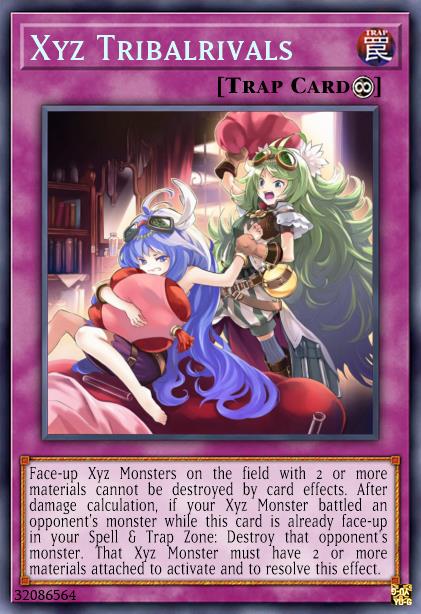 Xyz Tribalrivals
TRAP
罠
[Trap Card]
Face-up Xyz Monsters on the field with 2 or more
materials cannot be destroyed by card effects. After
damage calculation, if your Xyz Monster battled an
opponent's monster while this card is already face-up
in your Spell & Trap Zone: Destroy that opponent's
monster. That Xyz Monster must have 2 or more
materials attached to activate and to resolve this effect.
32086564